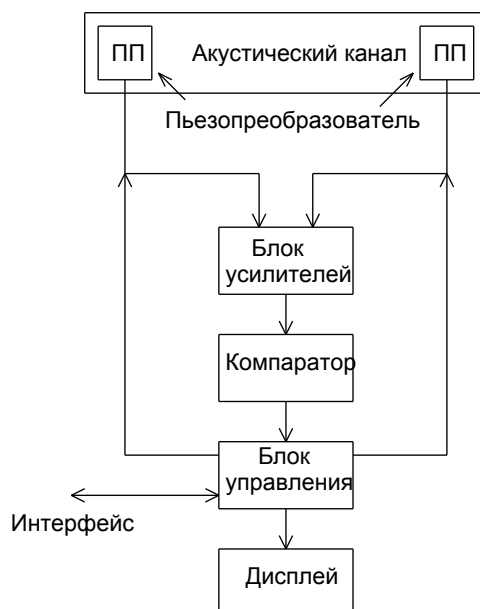 ПП Акустический канал ПП
Пьезопреобразователь
Блок
усилителей
Компаратор
Блок
управления
Интерфейс
Дисплей